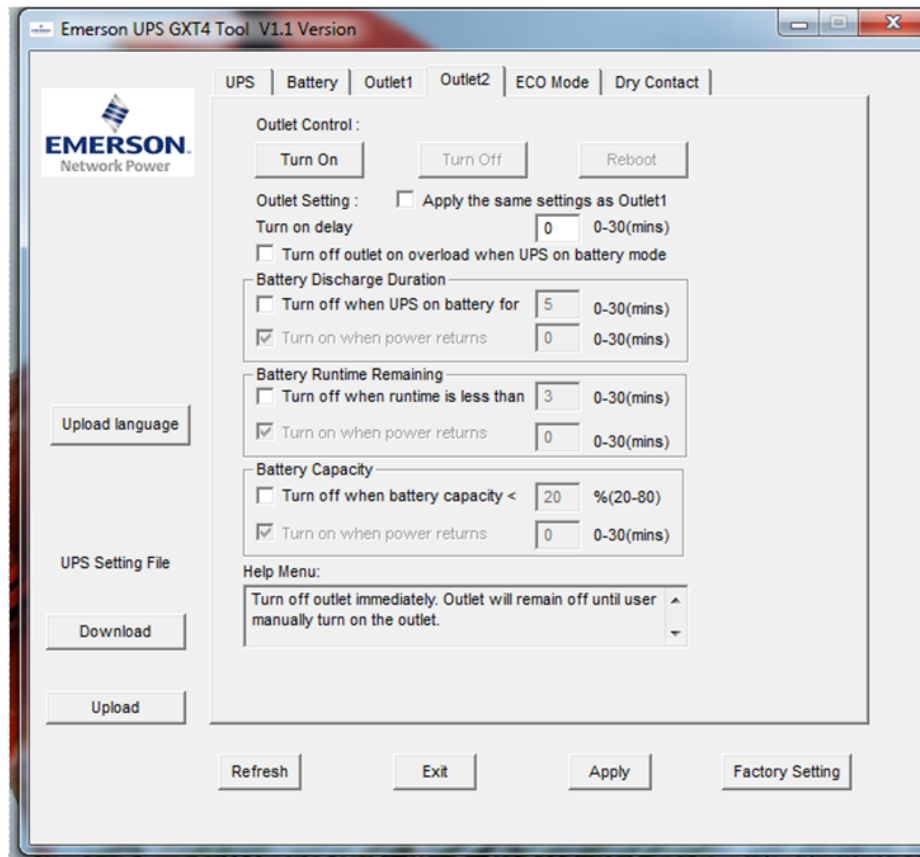 Emerson UPS GXT4 Tool V1.1 Version
EMERSON.
Network Power
UPS Battery Outlet1 Outlet2 ECO Mode Dry Contact
Outlet Control :
Turn On Turn Off Reboot
Outlet Setting : Apply the same settings as Outlet1
Turn on delay 0 0-30(mins)
Turn off outlet on overload when UPS on battery mode
Battery Discharge Duration
Turn off when UPS on battery for 5 0-30(mins)
Turn on when power returns 0 0-30(mins)
Battery Runtime Remaining
Turn off when runtime is less than 3 0-30(mins)
Turn on when power returns 0 0-30(mins)
Battery Capacity
Turn off when battery capacity < 20 %(20-80)
Turn on when power returns 0 0-30(mins)
Help Menu:
Turn off outlet immediately. Outlet will remain off until user
manually turn on the outlet.
Upload language
UPS Setting File
Download
Upload
Refresh Exit Apply Factory Setting